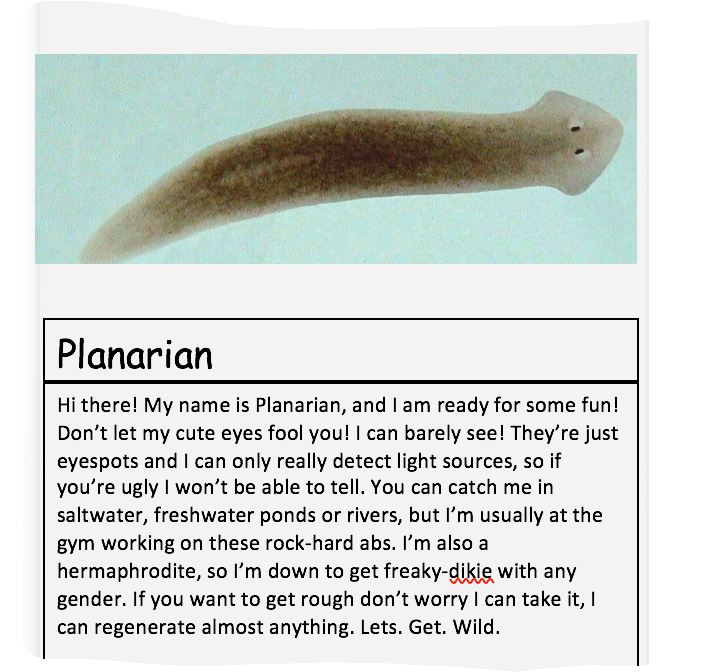 Planarian
Hi there! My name is Planarian, and I am ready for some fun!
Don’t let my cute eyes fool you! I can barely see! They’re just
eyespots and I can only really detect light sources, so if
you’re ugly I won’t be able to tell. You can catch me in
saltwater, freshwater ponds or rivers, but I’m usually at the
gym working on these rock-hard abs. I’m also a
hermaphrodite, so I’m down to get freaky-dikie with any
gender. If you want to get rough don’t worry I can take it, I
can regenerate almost anything. Lets. Get. Wild.